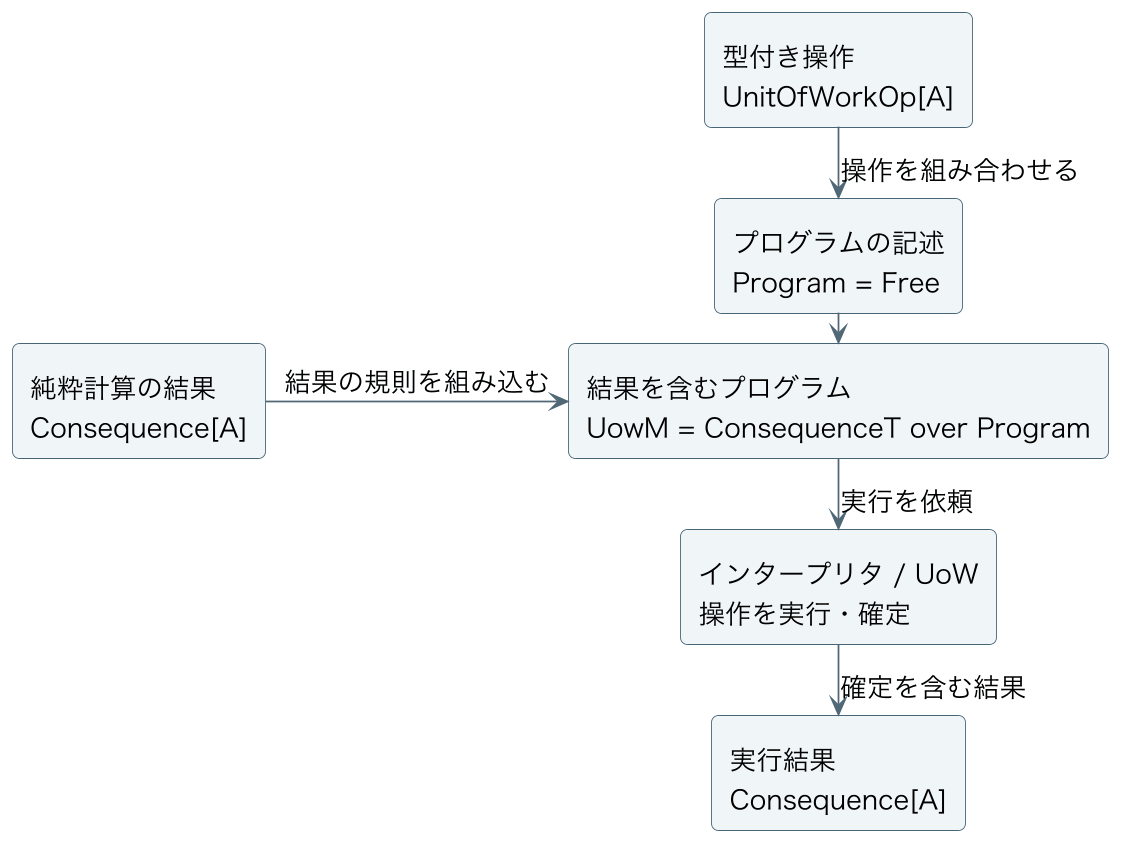 型付き操作
UnitOfWorkOp[A]
操作を組み合わせる
プログラムの記述
Program = Free
純粋計算の結果
Consequence[A]
結果の規則を組み込む
結果を含むプログラム
UowM = ConsequenceT over Program
実行を依頼
インタープリタ / UoW
操作を実行・確定
確定を含む結果
実行結果
Consequence[A]